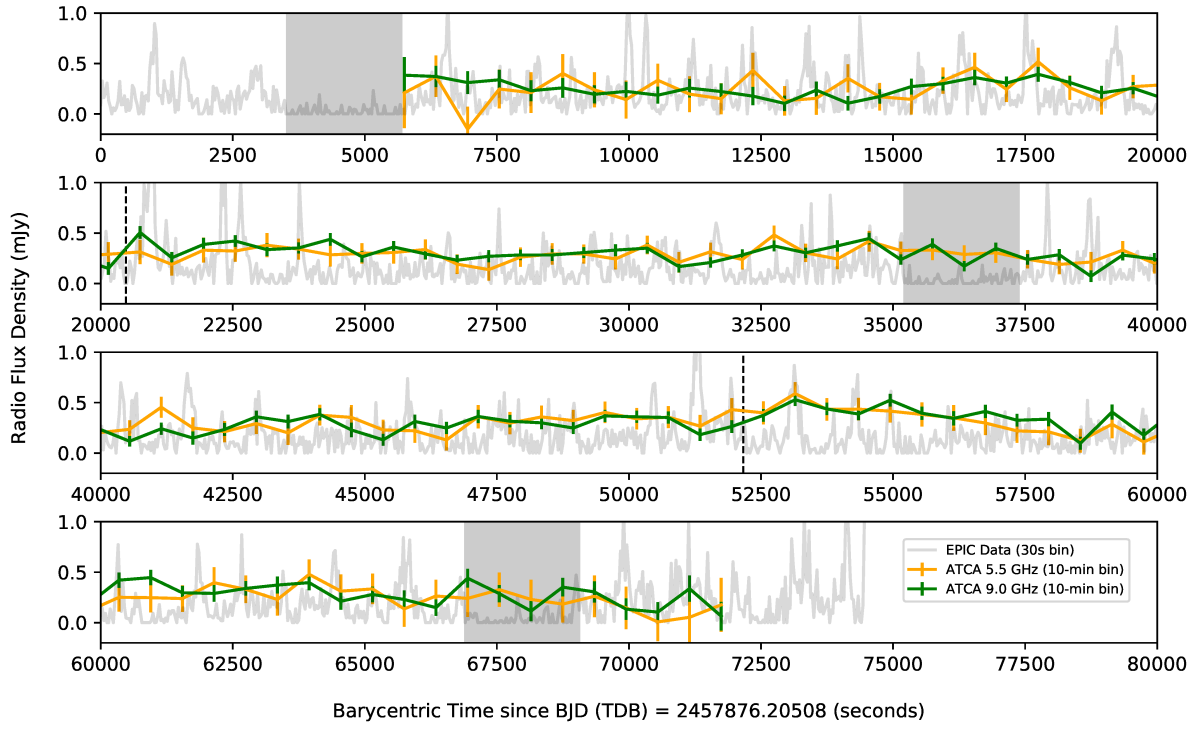 1.0
0.5
0.0
0 2500 5000 7500 10000 12500 15000 17500 20000
1.0
0.5
0.0
20000 22500 25000 27500 30000 32500 35000 37500 40000
Radio Flux Density (mJy)
1.0
0.5
0.0
40000 42500 45000 47500 50000 52500 55000 57500 60000
1.0
0.5
0.0
EPIC Data (30s bin)
ATCA 5.5 GHz (10-min bin)
ATCA 9.0 GHz (10-min bin)
60000 62500 65000 67500 70000 72500 75000 77500 80000
Barycentric Time since BJD (TDB) = 2457876.20508 (seconds)